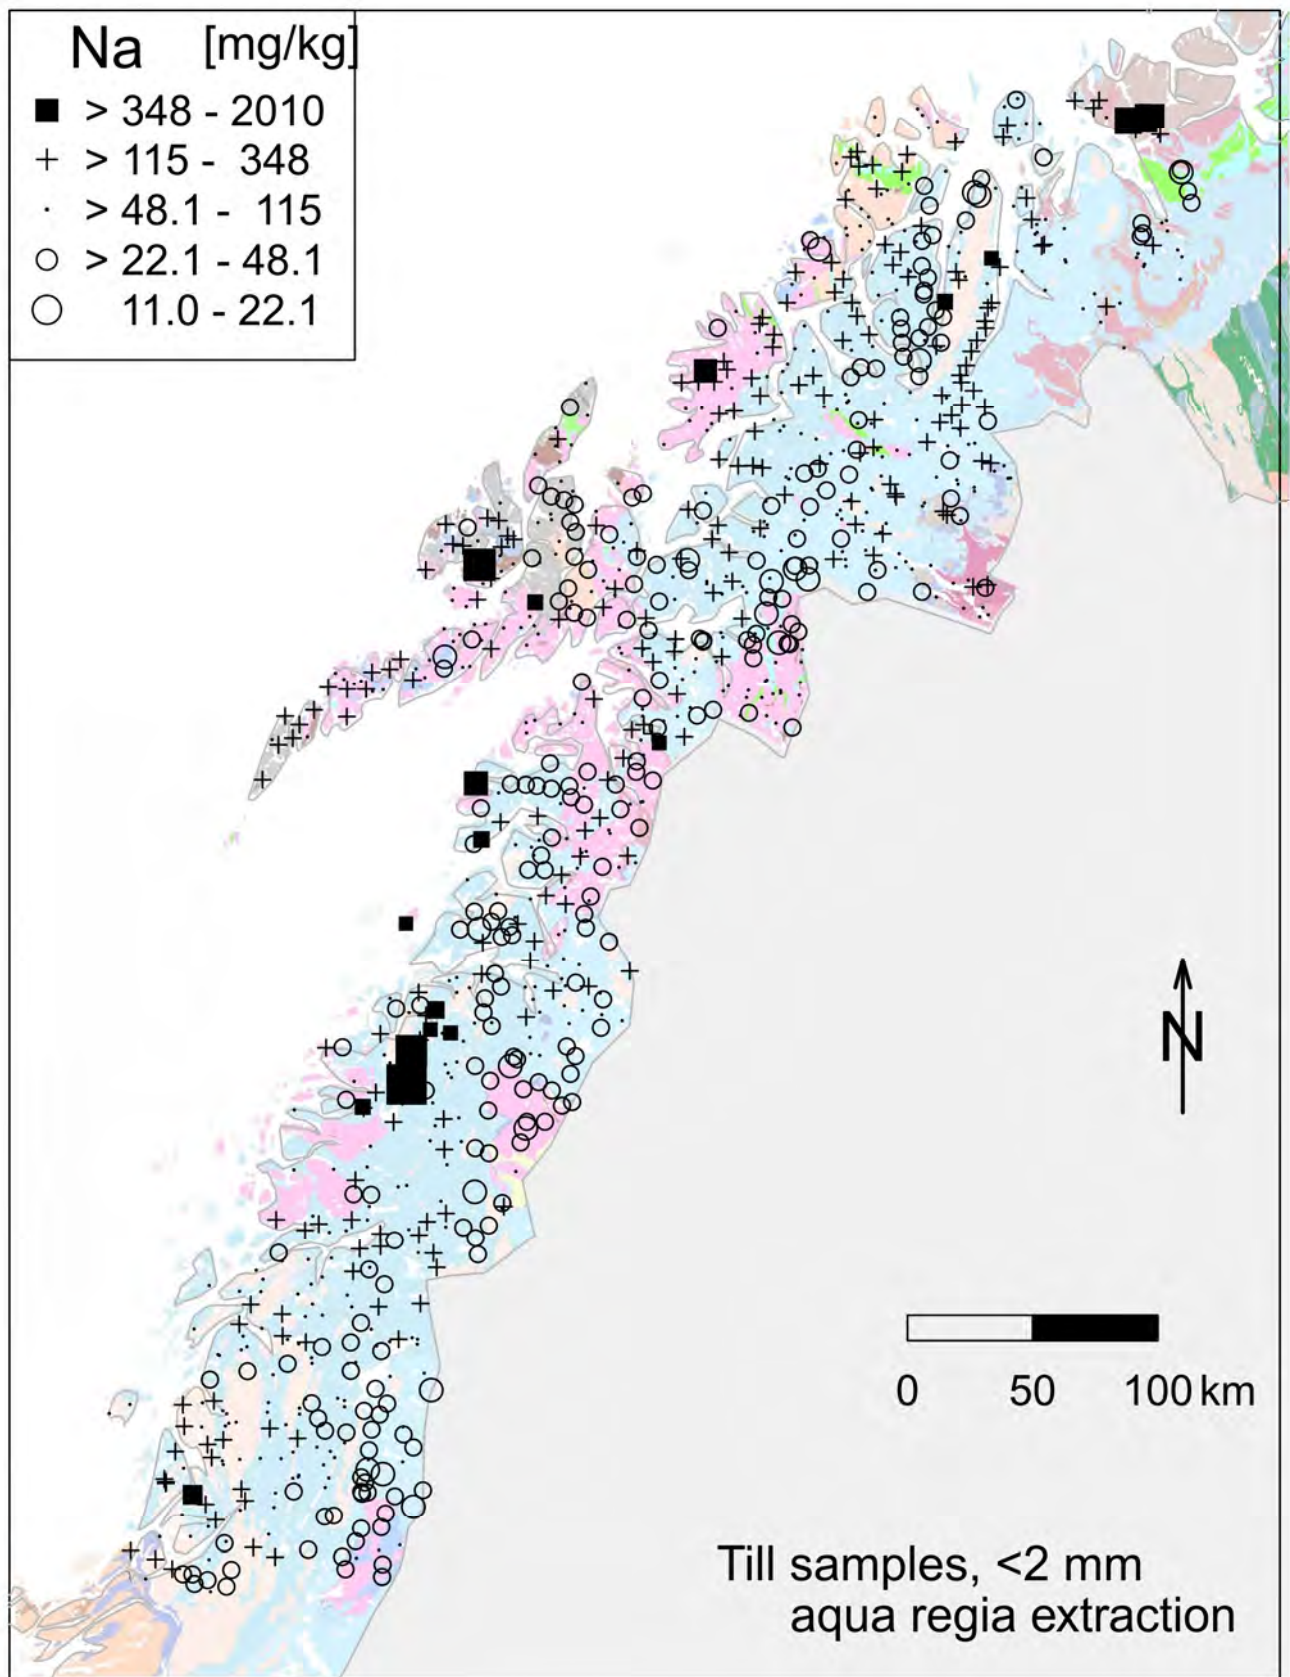 Na [mg/kg]
> 348 - 2010
> 115 - 348
> 48.1 - 115
> 22.1 - 48.1
11.0 - 22.1
N
0 50 100 km
Till samples, <2 mm
aqua regia extraction